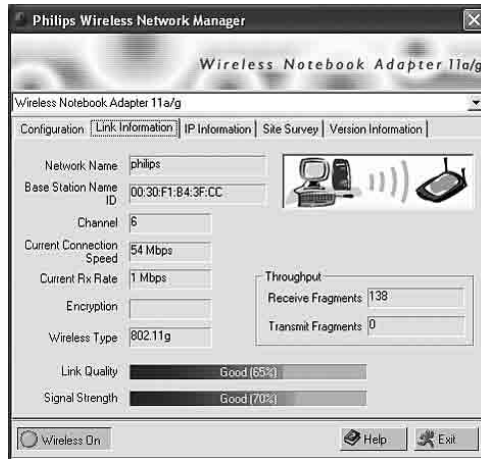 Philips Wireless Network Manager
Wireless Notebook Adapter 11a/g
Wireless Notebook Adapter 11a/g
Configuration Link Information IP Information Site Survey Version Information
Network Name philips
Base Station Name ID 00:30:F1:B4:3F:CC
Channel 6
Current Connection Speed 54 Mbps
Current Rx Rate 1 Mbps
Encryption
Wireless Type 802.11g
Throughput
Receive Fragments 138
Transmit Fragments 0
Link Quality Good (65%)
Signal Strength Good (70%)
Wireless On Help Exit